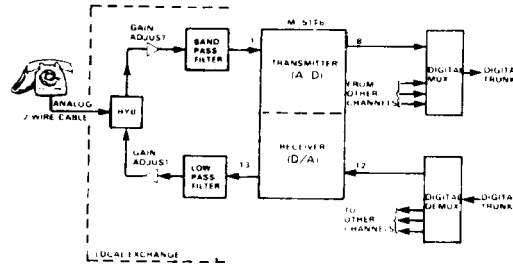 GAIN
ADJUST
BAND
PASS
FILTER
1
TRANSMITTER
(A D)
8
DIGITAL
MUX
DIGITAL
TRUNK
FROM
OTHER
CHANNELS
ANALOG
2 WIRE CABLE
HYB
GAIN
ADJUST
LOW
PASS
FILTER
13
RECEIVER
(D/A)
12
DIGITAL
DEMUX
DIGITAL
TRUNK
TO
OTHER
CHANNELS
LOCAL EXCHANGE